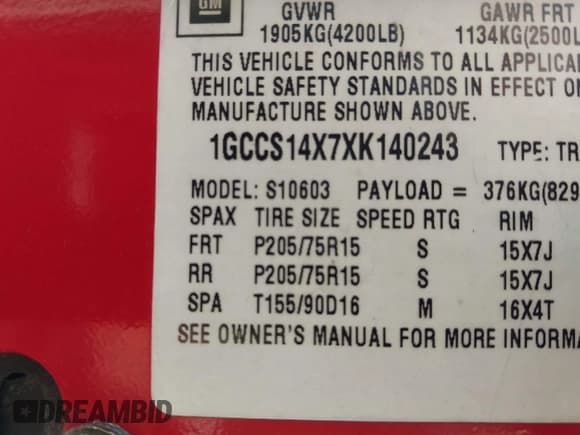 GM
GVWR GAWR FRT
1905KG(4200LB) 1134KG(2500L
THIS VEHICLE CONFORMS TO ALL APPLICA
VEHICLE SAFETY STANDARDS IN EFFECT O
MANUFACTURE SHOWN ABOVE.
1GCCS14X7XK140243 TYPE: TR
MODEL: S10603 PAYLOAD = 376KG(829
SPAX TIRE SIZE SPEED RTG RIM
FRT P205/75R15 S 15X7J
RR P205/75R15 S 15X7J
SPA T155/90D16 M 16X4T
SEE OWNER'S MANUAL FOR MORE INFORMA
DREAMBID